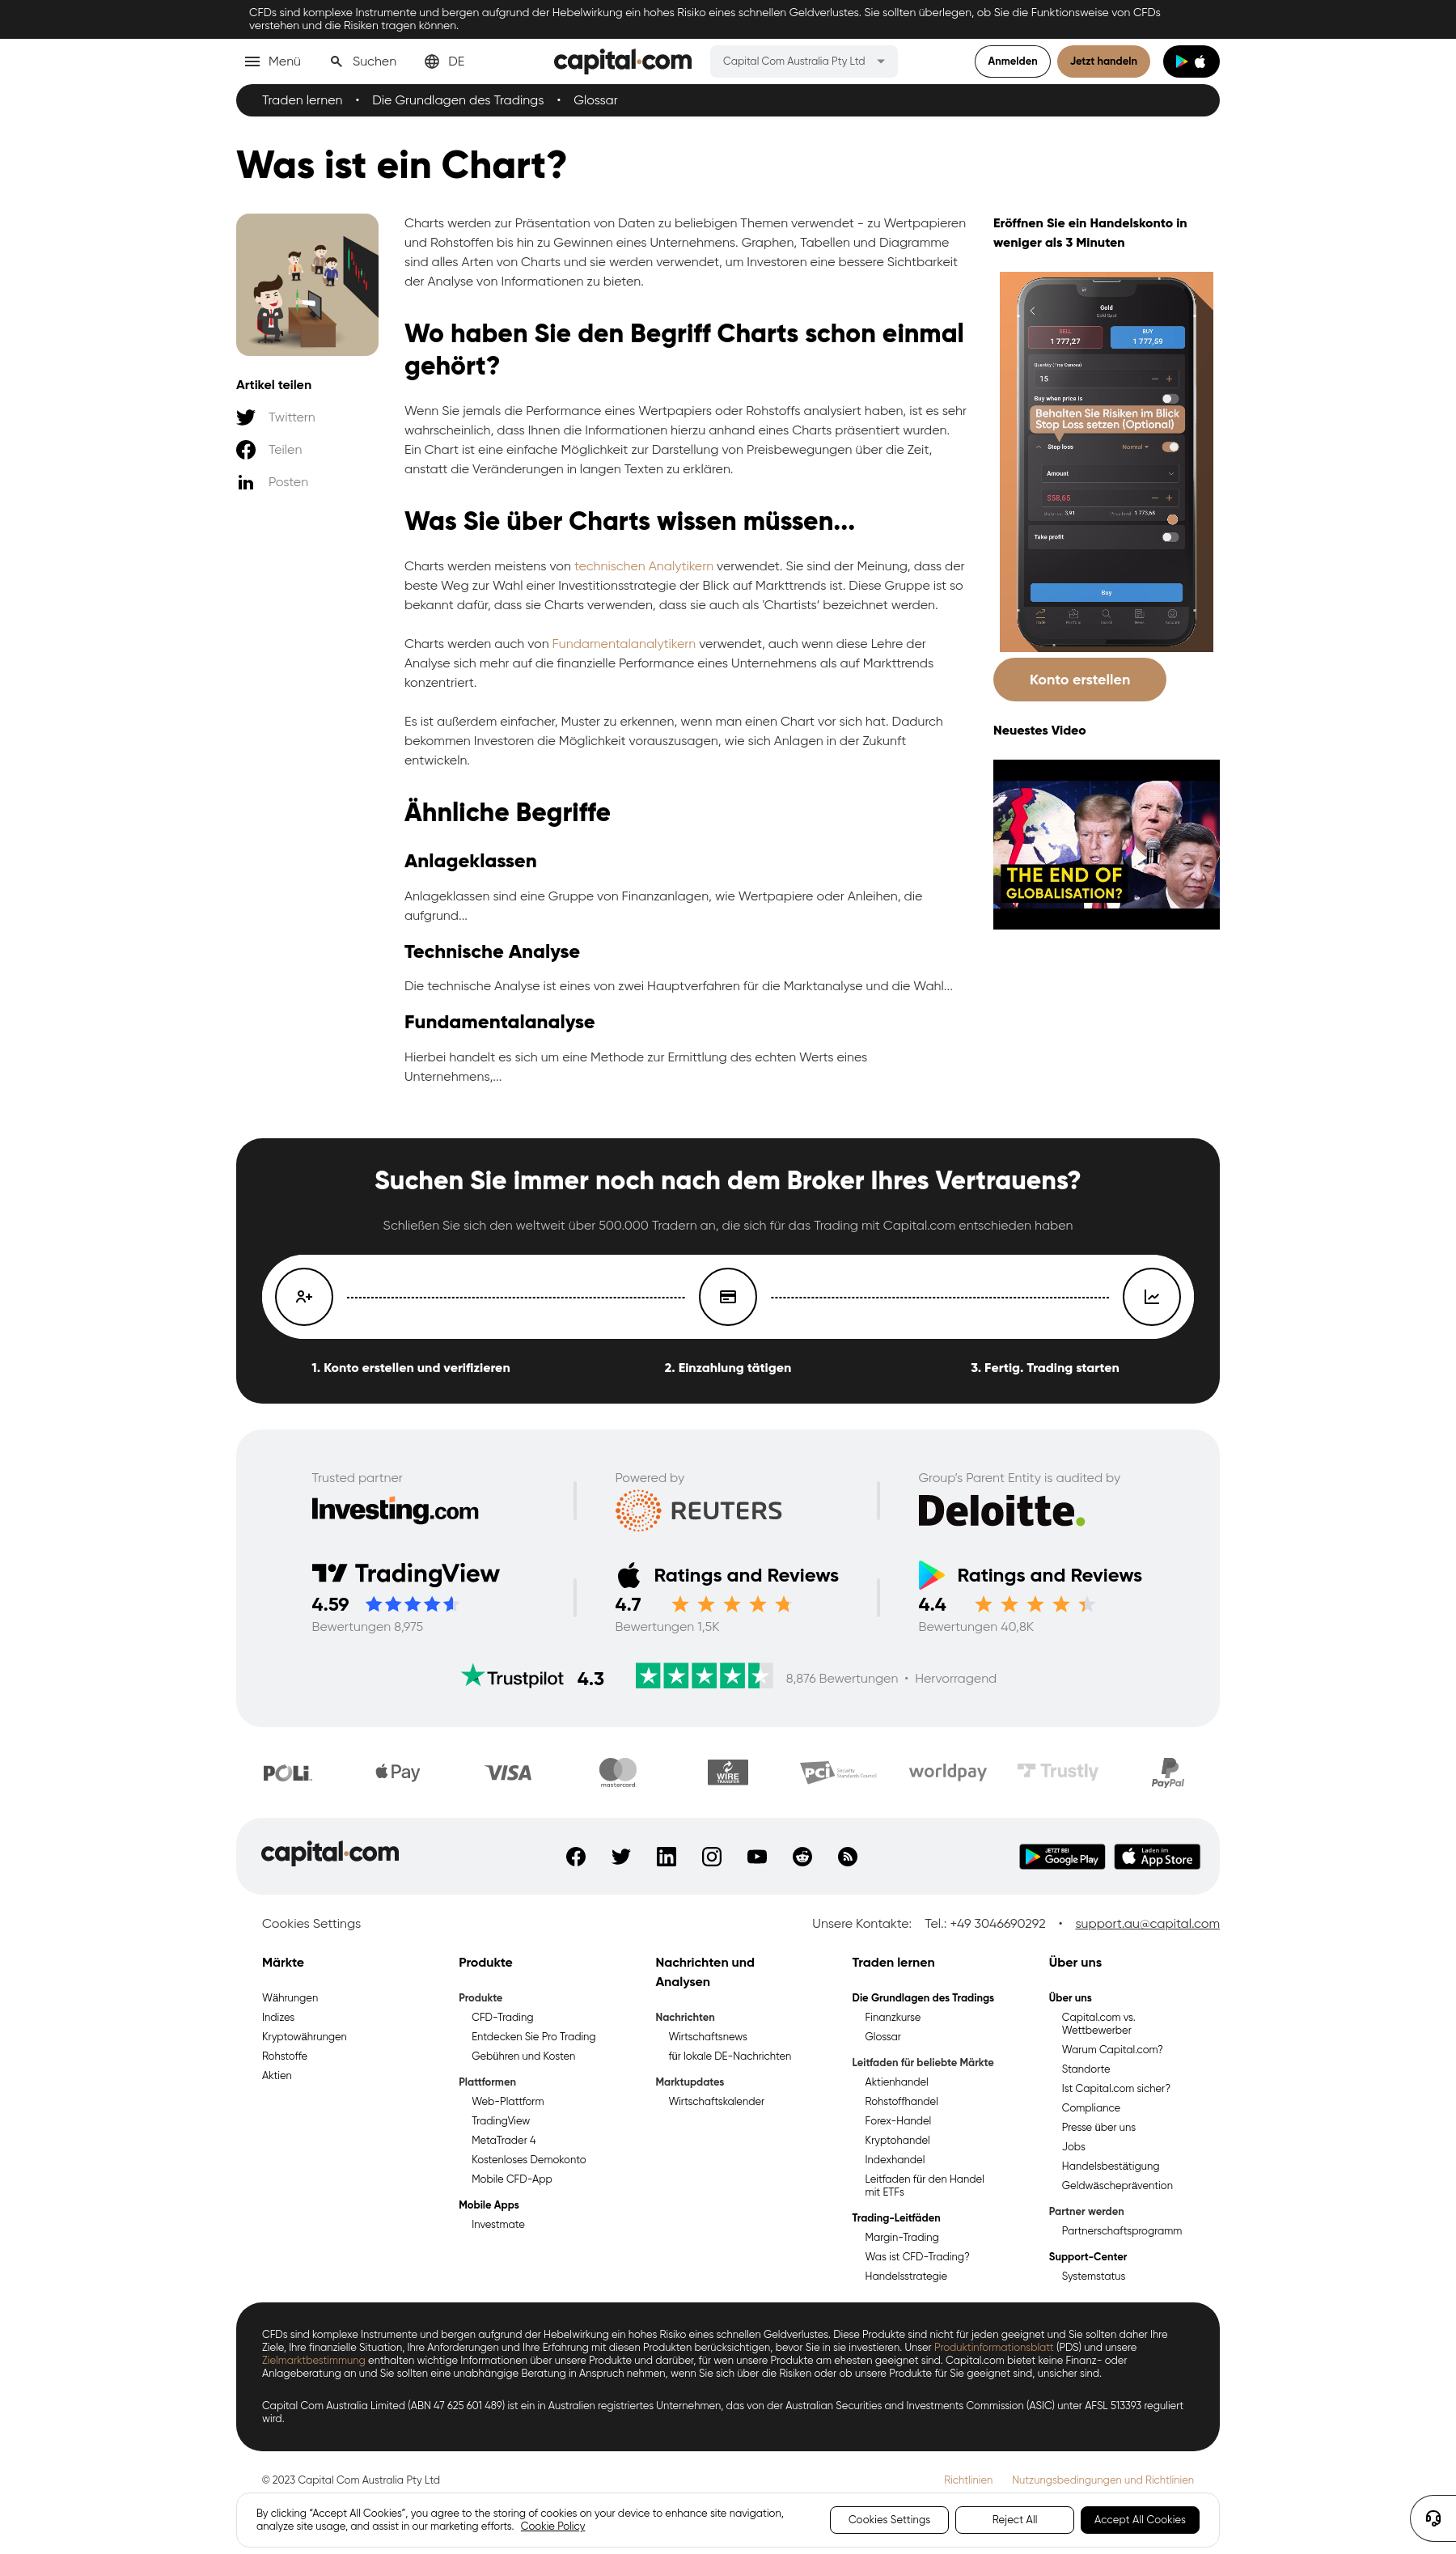 CFDs sind komplexe Instrumente und bergen aufgrund der Hebelwirkung ein hohes Risiko eines schnellen Geldverlustes. Sie sollten überlegen, ob Sie die Funktionsweise von CFDs
verstehen und die Risiken tragen können.
Menü
Suchen
DE
capital.com
Capital Com Australia Pty Ltd
Anmelden
Jetzt handeln
Traden lernen • Die Grundlagen des Tradings • Glossar
Was ist ein Chart?
Artikel teilen
Twittern
Teilen
Posten
Charts werden zur Präsentation von Daten zu beliebigen Themen verwendet - zu Wertpapieren
und Rohstoffen bis hin zu Gewinnen eines Unternehmens. Graphen, Tabellen und Diagramme
sind alles Arten von Charts und sie werden verwendet, um Investoren eine bessere Sichtbarkeit
der Analyse von Informationen zu bieten.
Wo haben Sie den Begriff Charts schon einmal
gehört?
Wenn Sie jemals die Performance eines Wertpapiers oder Rohstoffs analysiert haben, ist es sehr
wahrscheinlich, dass Ihnen die Informationen hierzu anhand eines Charts präsentiert wurden.
Ein Chart ist eine einfache Möglichkeit zur Darstellung von Preisbewegungen über die Zeit,
anstatt die Veränderungen in langen Texten zu erklären.
Was Sie über Charts wissen müssen...
Charts werden meistens von technischen Analytikern verwendet. Sie sind der Meinung, dass der
beste Weg zur Wahl einer Investitionsstrategie der Blick auf Markttrends ist. Diese Gruppe ist so
bekannt dafür, dass sie Charts verwenden, dass sie auch als 'Chartists' bezeichnet werden.
Charts werden auch von Fundamentalanalytikern verwendet, auch wenn diese Lehre der
Analyse sich mehr auf die finanzielle Performance eines Unternehmens als auf Markttrends
konzentriert.
Es ist außerdem einfacher, Muster zu erkennen, wenn man einen Chart vor sich hat. Dadurch
bekommen Investoren die Möglichkeit vorauszusagen, wie sich Anlagen in der Zukunft
entwickeln.
Ähnliche Begriffe
Anlageklassen
Anlageklassen sind eine Gruppe von Finanzanlagen, wie Wertpapiere oder Anleihen, die
aufgrund...
Technische Analyse
Die technische Analyse ist eines von zwei Hauptverfahren für die Marktanalyse und die Wahl...
Fundamentalanalyse
Hierbei handelt es sich um eine Methode zur Ermittlung des echten Werts eines
Unternehmens,...
Eröffnen Sie ein Handelskonto in
weniger als 3 Minuten
Gold
Gold Spot
SELL
1 777,27
BUY
1 777,59
Quantity (Troy Ounces)
15
Buy when price is
Behalten Sie Risiken im Blick
Stop Loss setzen (Optional)
Stop loss
Normal
Amount
$58,65
3,91
1 773,68
Take profit
Buy
Konto erstellen
Neuestes Video
THE END OF
GLOBALISATION?
Suchen Sie immer noch nach dem Broker Ihres Vertrauens?
Schließen Sie sich den weltweit über 500.000 Tradern an, die sich für das Trading mit Capital.com entschieden haben
1. Konto erstellen und verifizieren
2. Einzahlung tätigen
3. Fertig. Trading starten
Trusted partner
Investing.com
Powered by
REUTERS
Group's Parent Entity is audited by
Deloitte.
TradingView
4.59
Bewertungen 8,975
Ratings and Reviews
4.7
Bewertungen 1,5K
Ratings and Reviews
4.4
Bewertungen 40,8K
Trustpilot 4.3
8,876 Bewertungen • Hervorragend
POLi
Pay
VISA
mastercard
WIRE
TRANSFER
PCI Security
Standards Council
worldpay
Trustly
PayPal
capital.com
JETZT BEI
Google Play
Laden im
App Store
Cookies Settings
Unsere Kontakte: Tel.: +49 3046690292 • support.au@capital.com
Märkte
Währungen
Indizes
Kryptowährungen
Rohstoffe
Aktien
Produkte
Produkte
CFD-Trading
Entdecken Sie Pro Trading
Gebühren und Kosten
Plattformen
Web-Plattform
TradingView
MetaTrader 4
Kostenloses Demokonto
Mobile CFD-App
Mobile Apps
Investmate
Nachrichten und
Analysen
Nachrichten
Wirtschaftsnews
für lokale DE-Nachrichten
Marktupdates
Wirtschaftskalender
Traden lernen
Die Grundlagen des Tradings
Finanzkurse
Glossar
Leitfaden für beliebte Märkte
Aktienhandel
Rohstoffhandel
Forex-Handel
Kryptohandel
Indexhandel
Leitfaden für den Handel
mit ETFs
Trading-Leitfäden
Margin-Trading
Was ist CFD-Trading?
Handelsstrategie
Über uns
Über uns
Capital.com vs.
Wettbewerber
Warum Capital.com?
Standorte
Ist Capital.com sicher?
Compliance
Presse über uns
Jobs
Handelsbestätigung
Geldwäscheprävention
Partner werden
Partnerschaftsprogramm
Support-Center
Systemstatus
CFDs sind komplexe Instrumente und bergen aufgrund der Hebelwirkung ein hohes Risiko eines schnellen Geldverlustes. Diese Produkte sind nicht für jeden geeignet und Sie sollten daher Ihre
Ziele, Ihre finanzielle Situation, Ihre Anforderungen und Ihre Erfahrung mit diesen Produkten berücksichtigen, bevor Sie in sie investieren. Unser Produktinformationsblatt (PDS) und unsere
Zielmarktbestimmung enthalten wichtige Informationen über unsere Produkte und darüber, für wen unsere Produkte am ehesten geeignet sind. Capital.com bietet keine Finanz- oder
Anlageberatung an und Sie sollten eine unabhängige Beratung in Anspruch nehmen, wenn Sie sich über die Risiken oder ob unsere Produkte für Sie geeignet sind, unsicher sind.
Capital Com Australia Limited (ABN 47 625 601 489) ist ein in Australien registriertes Unternehmen, das von der Australian Securities and Investments Commission (ASIC) unter AFSL 513393 reguliert
wird.
© 2023 Capital Com Australia Pty Ltd
Richtlinien
Nutzungsbedingungen und Richtlinien
By clicking “Accept All Cookies”, you agree to the storing of cookies on your device to enhance site navigation,
analyze site usage, and assist in our marketing efforts. Cookie Policy
Cookies Settings
Reject All
Accept All Cookies